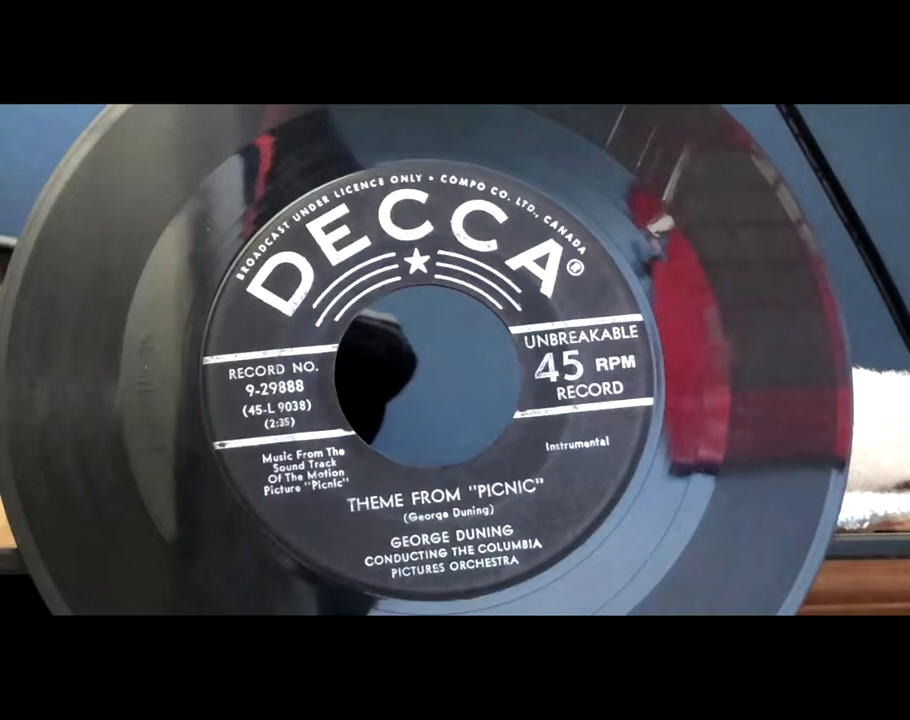 BROADCAST UNDER LICENCE ONLY • COMPO CO. LTD., CANADA
DECCA®
RECORD NO.
9-29888
(45-L 9038)
(2:35)
UNBREAKABLE
45 RPM
RECORD
Music From The
Sound Track
Of The Motion
Picture "Picnic"
Instrumental
THEME FROM "PICNIC"
(George Duning)
GEORGE DUNING
CONDUCTING THE COLUMBIA
PICTURES ORCHESTRA